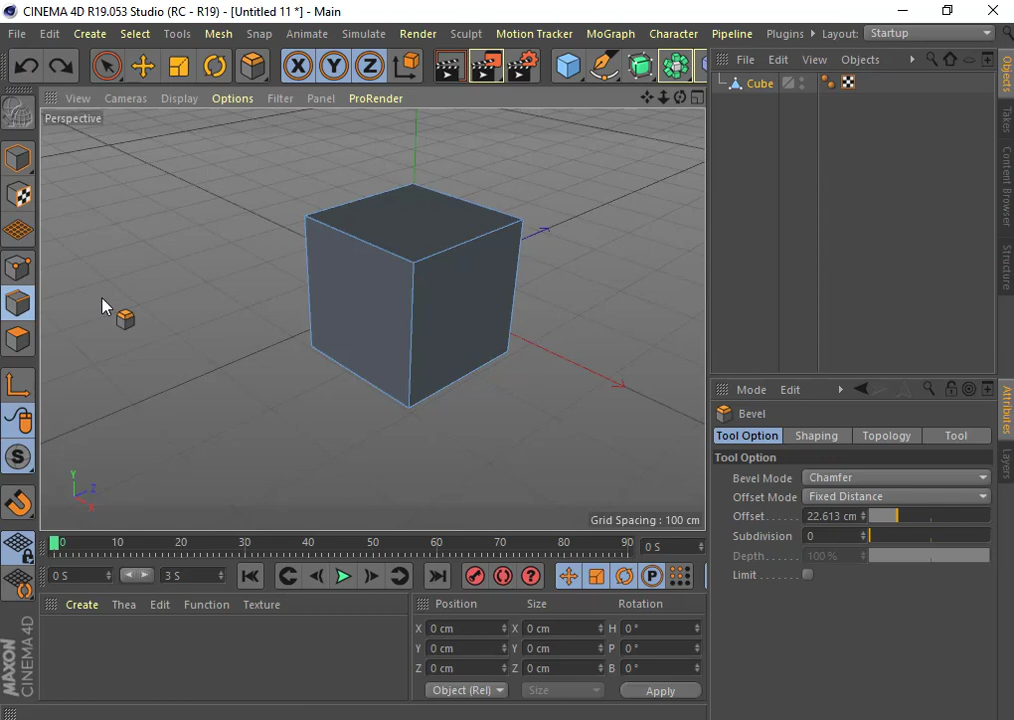 CINEMA 4D R19.053 Studio (RC - R19) - [Untitled 11 *] - Main
File Edit Create Select Tools Mesh Snap Animate Simulate Render Sculpt Motion Tracker MoGraph Character Pipeline Plugins Layout: Startup
X Y Z
File Edit View Objects
View Cameras Display Options Filter Panel ProRender
Cube
Perspective
Objects
Takes
Content Browser
Structure
Mode Edit
Attributes
Layers
Bevel
Tool Option Shaping Topology Tool
Tool Option
Bevel Mode Chamfer
Offset Mode Fixed Distance
Offset . . . . . . 22.613 cm
Subdivision 0
Depth. . . . . . . 100 %
Limit . . . . . . .
Y
Z
X
S
Grid Spacing : 100 cm
0 10 20 30 40 50 60 70 80 90 0 S
0 S 3 S
P
Create Thea Edit Function Texture
Position Size Rotation
X 0 cm X 0 cm H 0 °
Y 0 cm Y 0 cm P 0 °
Z 0 cm Z 0 cm B 0 °
Object (Rel) Size Apply
MAXON
CINEMA 4D